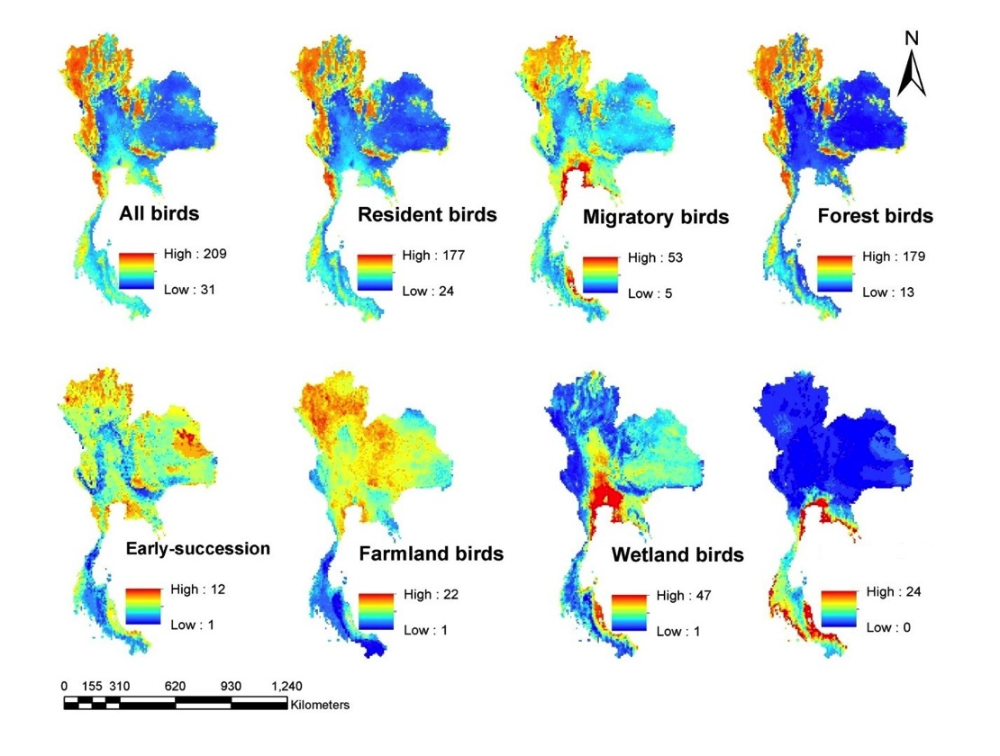 N
All birds
High : 209
Low : 31
Resident birds
High : 177
Low : 24
Migratory birds
High : 53
Low : 5
Forest birds
High : 179
Low : 13
Early-succession
High : 12
Low : 1
Farmland birds
High : 22
Low : 1
Wetland birds
High : 47
Low : 1
High : 24
Low : 0
0 155 310 620 930 1,240
Kilometers